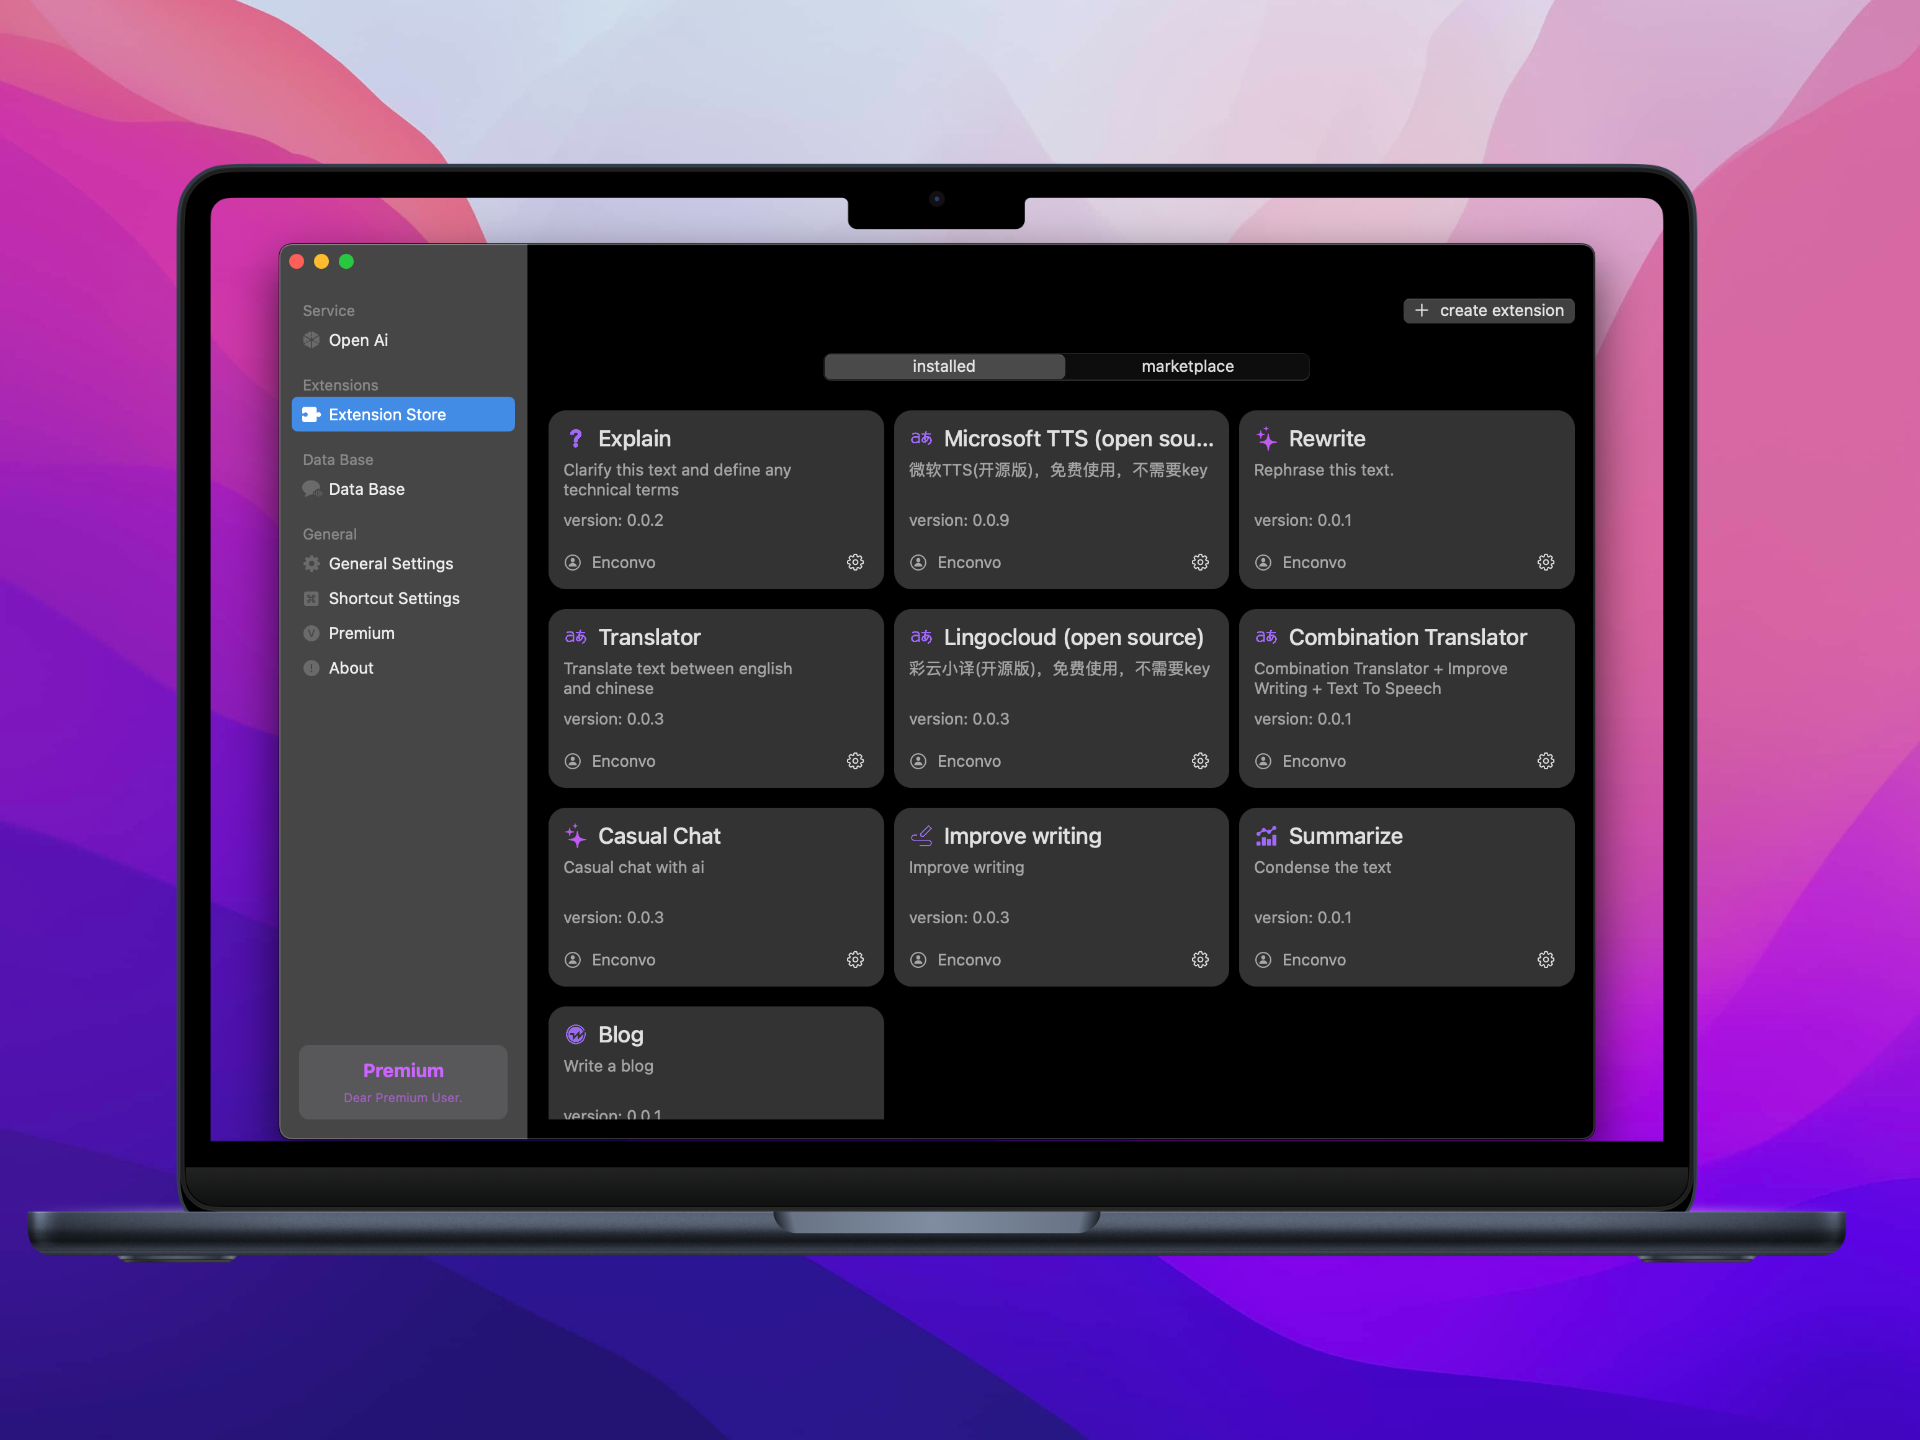 Service
Open Ai
Extensions
Extension Store
Data Base
Data Base
General
General Settings
Shortcut Settings
Premium
About
Premium
Dear Premium User.
create extension
installed
marketplace
Explain
Clarify this text and define any
technical terms
version: 0.0.2
Enconvo
Microsoft TTS (open sou...
微软TTS(开源版)，免费使用，不需要key
version: 0.0.9
Enconvo
Rewrite
Rephrase this text.
version: 0.0.1
Enconvo
Translator
Translate text between english
and chinese
version: 0.0.3
Enconvo
Lingocloud (open source)
彩云小译(开源版)，免费使用，不需要key
version: 0.0.3
Enconvo
Combination Translator
Combination Translator + Improve
Writing + Text To Speech
version: 0.0.1
Enconvo
Casual Chat
Casual chat with ai
version: 0.0.3
Enconvo
Improve writing
Improve writing
version: 0.0.3
Enconvo
Summarize
Condense the text
version: 0.0.1
Enconvo
Blog
Write a blog
version: 0.0.1